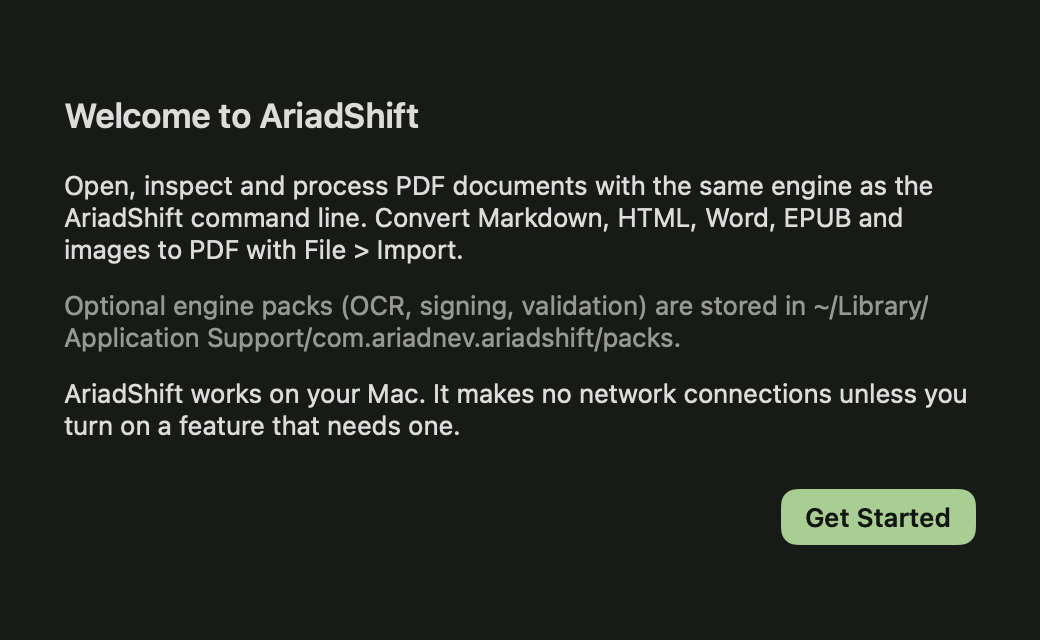 Welcome to AriadShift
Open, inspect and process PDF documents with the same engine as the
AriadShift command line. Convert Markdown, HTML, Word, EPUB and
images to PDF with File > Import.
Optional engine packs (OCR, signing, validation) are stored in ~/Library/
Application Support/com.ariadnev.ariadshift/packs.
AriadShift works on your Mac. It makes no network connections unless you
turn on a feature that needs one.
Get Started